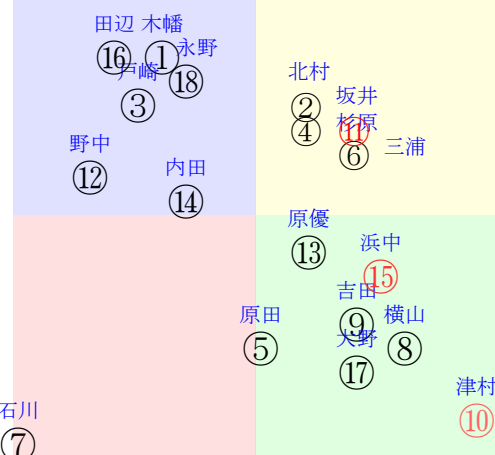 田辺 木幡
⑯ ① 永野
戸崎 ⑱
③
北村
② 坂井
④ 杉原 ⑪
⑥ 三浦
野中
⑫ 内田
⑭
原優
⑬ 浜中
⑮
吉田
原田 ⑨ 横山
⑤ 大野 ⑧
⑰
津村
⑩
石川
⑦